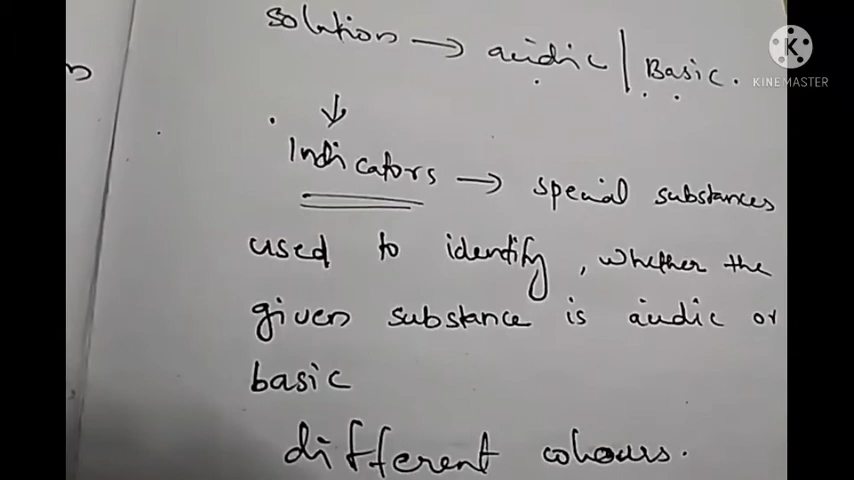 solution → acidic | Basic.
↓
Indicators → special substances
used to identify, whether the
given substance is acidic or
basic
different colours.
K
KINEMASTER